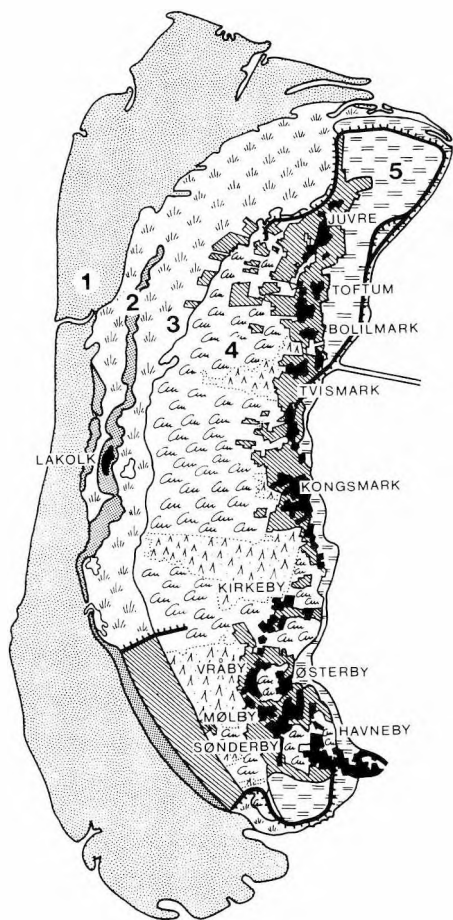 5
JUVRE
1
TOFTUM
2
BOLILMARK
3
4
TVISMARK
LAKOLK
KONGSMARK
KIRKEBY
VRÅBY
ØSTERBY
MØLBY
HAVNEBY
SØNDERBY